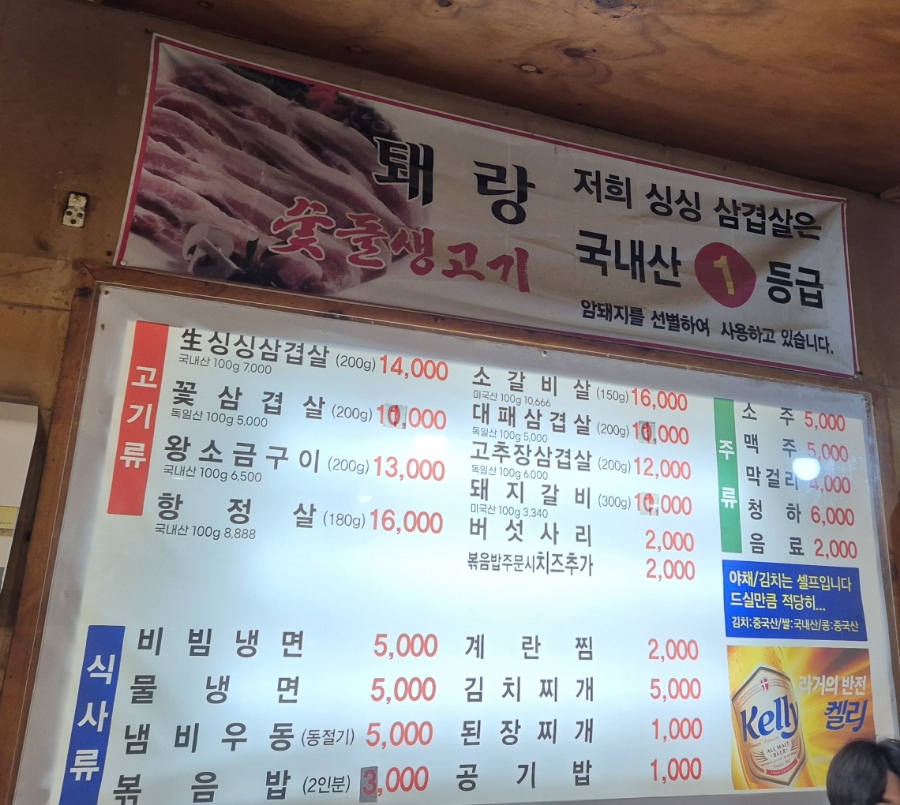 퇘랑
꽃돌생고기
저희 싱싱 삼겹살은
국내산 1 등급
암돼지를 선별하여 사용하고 있습니다.
고기류
生싱싱삼겹살 (200g) 14,000
국내산 100g 7,000
꽃삼겹살 (200g)
독일산 100g 5,000
왕소금구이 (200g) 13,000
국내산 100g 6,500
항정살 (180g) 16,000
국내산 100g 8,888
소갈비살 (150g) 16,000
미국산 100g 10,666
대패삼겹살 (200g)
독일산 100g 5,000
고추장삼겹살 (200g) 12,000
독일산 100g 6,000
돼지갈비 (300g)
미국산 100g 3,340
버섯사리 2,000
볶음밥주문시치즈추가 2,000
주류
소주 5,000
맥주 5,000
막걸리 4,000
청하 6,000
음료 2,000
야채/김치는 셀프입니다
드실만큼 적당히...
김치:중국산/쌀:국내산/콩:중국산
식사류
비빔냉면 5,000
물냉면 5,000
냄비우동 (동절기) 5,000
볶음밥 (2인분) 3,000
계란찜 2,000
김치찌개 5,000
된장찌개 1,000
공기밥 1,000
라거의 반전
켈리
Kelly
ALL MALT